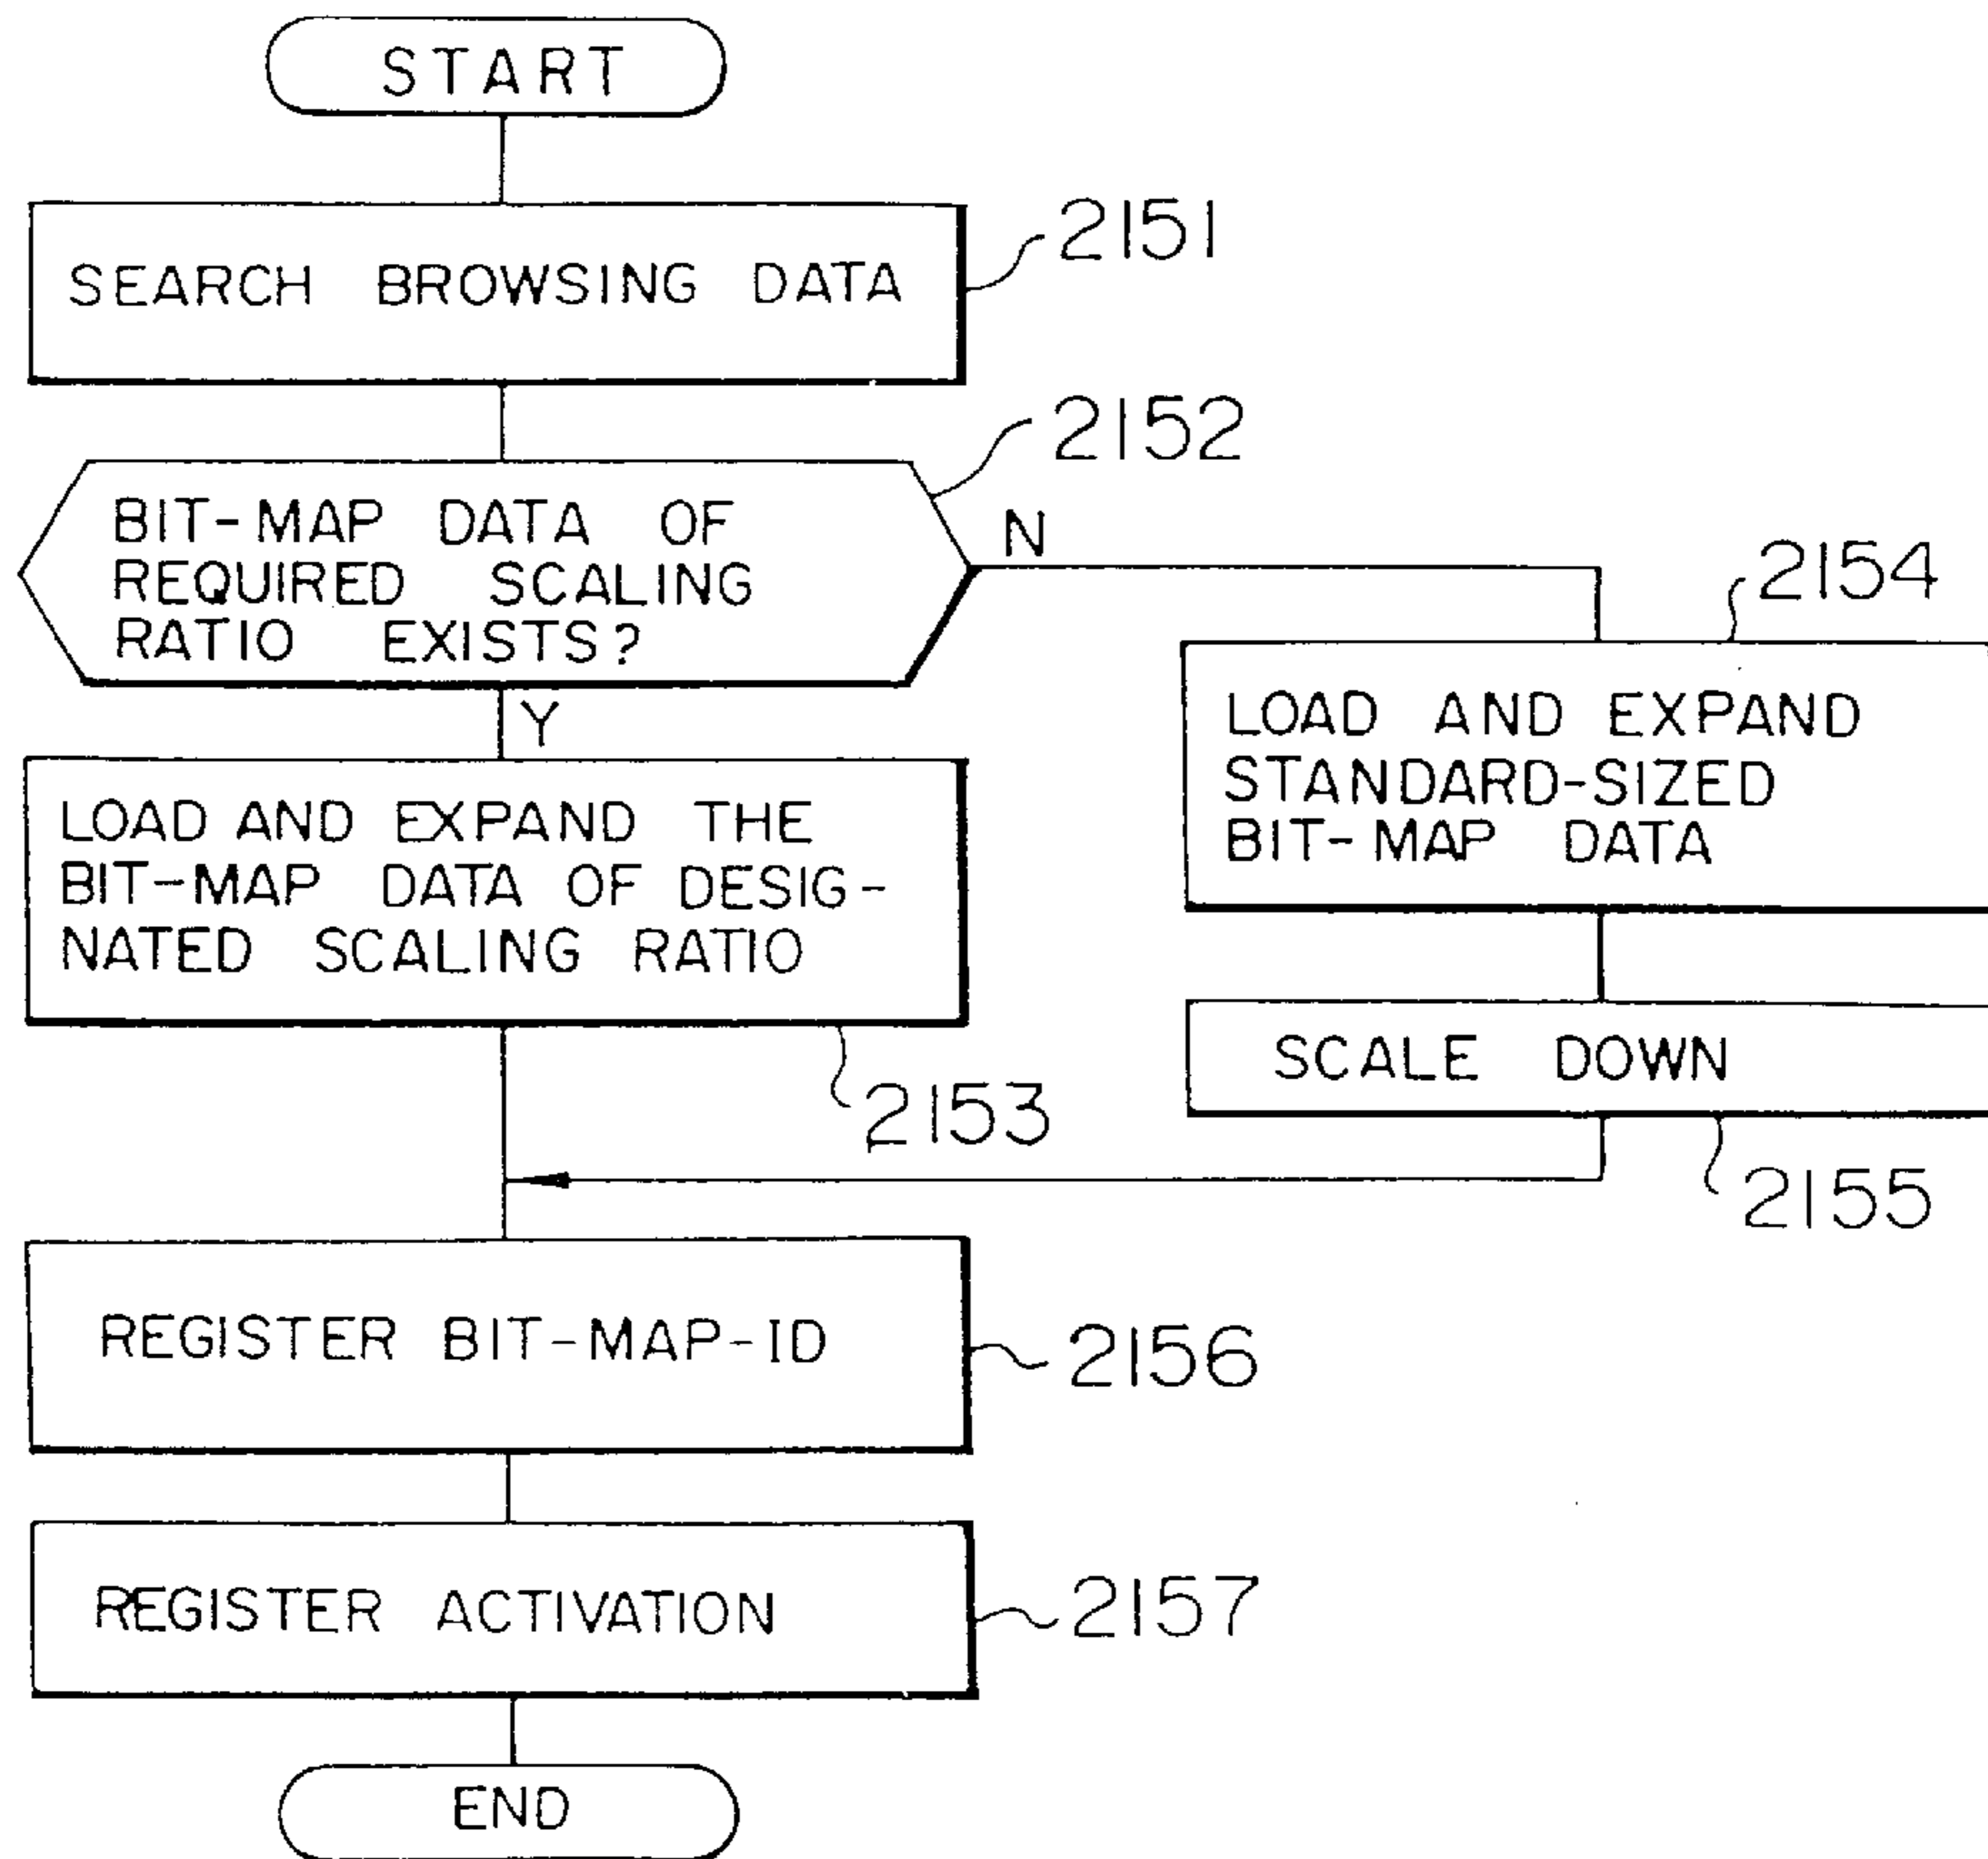 START
SEARCH BROWSING DATA
2151
BIT-MAP DATA OF
REQUIRED SCALING
RATIO EXISTS?
2152
N
Y
LOAD AND EXPAND THE
BIT-MAP DATA OF DESIG-
NATED SCALING RATIO
2153
2154
LOAD AND EXPAND
STANDARD-SIZED
BIT-MAP DATA
SCALE DOWN
2155
REGISTER BIT-MAP-ID
2156
REGISTER ACTIVATION
2157
END